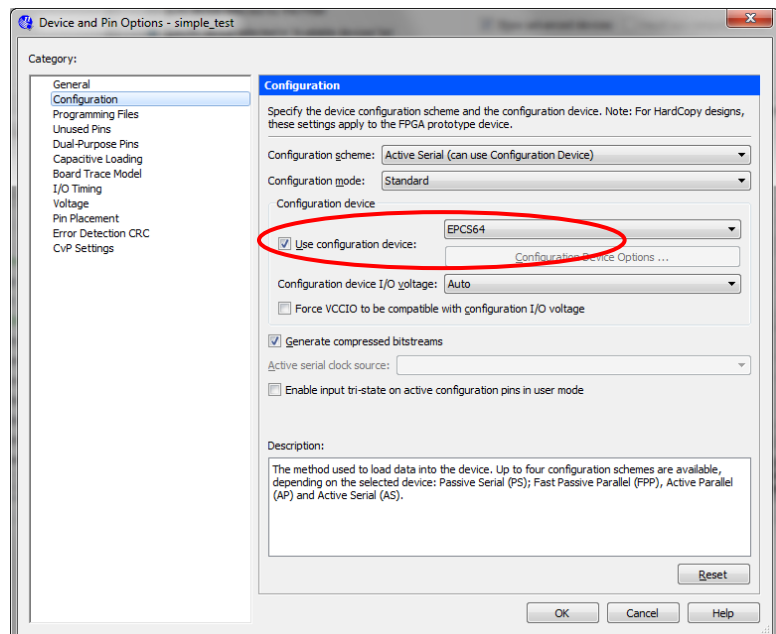 Device and Pin Options - simple_test
Category:
General
Configuration
Programming Files
Unused Pins
Dual-Purpose Pins
Capacitive Loading
Board Trace Model
I/O Timing
Voltage
Pin Placement
Error Detection CRC
CvP Settings
Configuration
Specify the device configuration scheme and the configuration device. Note: For HardCopy designs,
these settings apply to the FPGA prototype device.
Configuration scheme: Active Serial (can use Configuration Device)
Configuration mode: Standard
Configuration device
EPCS64
Use configuration device:
Configuration Device Options ...
Configuration device I/O voltage: Auto
Force VCCIO to be compatible with configuration I/O voltage
Generate compressed bitstreams
Active serial clock source:
Enable input tri-state on active configuration pins in user mode
Description:
The method used to load data into the device. Up to four configuration schemes are available,
depending on the selected device: Passive Serial (PS); Fast Passive Parallel (FPP), Active Parallel
(AP) and Active Serial (AS).
Reset
OK Cancel Help